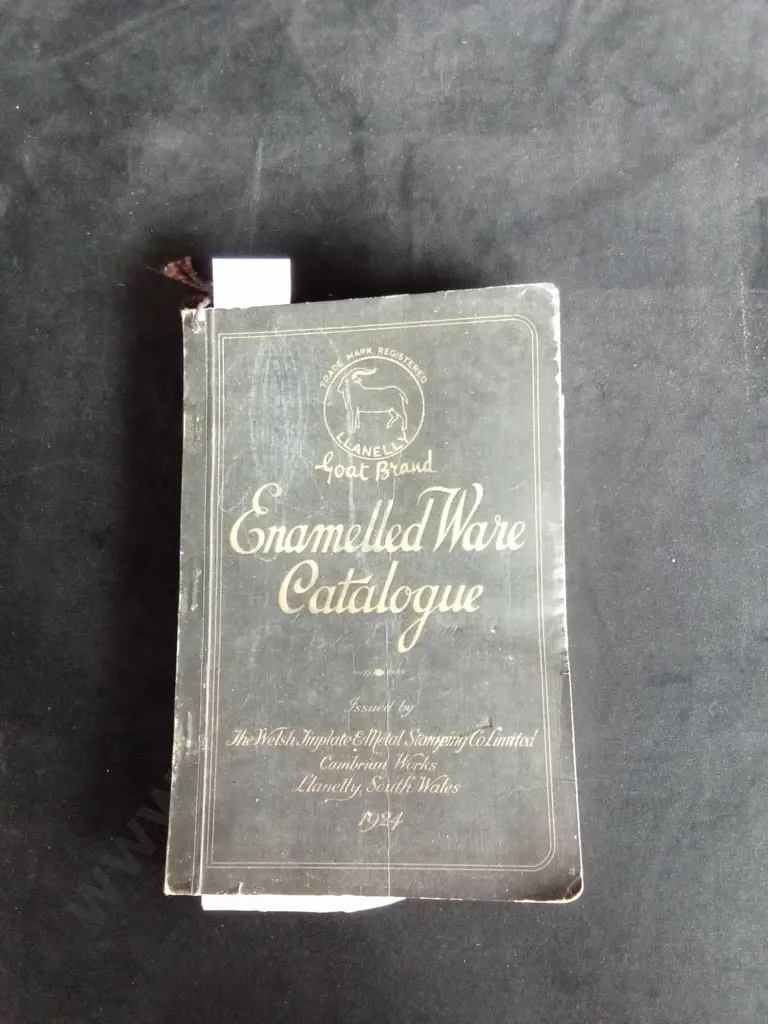 TRADE MARK REGISTERED
LLANELLY
Goat Brand
Enamelled Ware
Catalogue
Issued by
The Welsh Tinplate & Metal Stamping Co Limited
Cambrian Works
Llanelly, South Wales
1924
www.